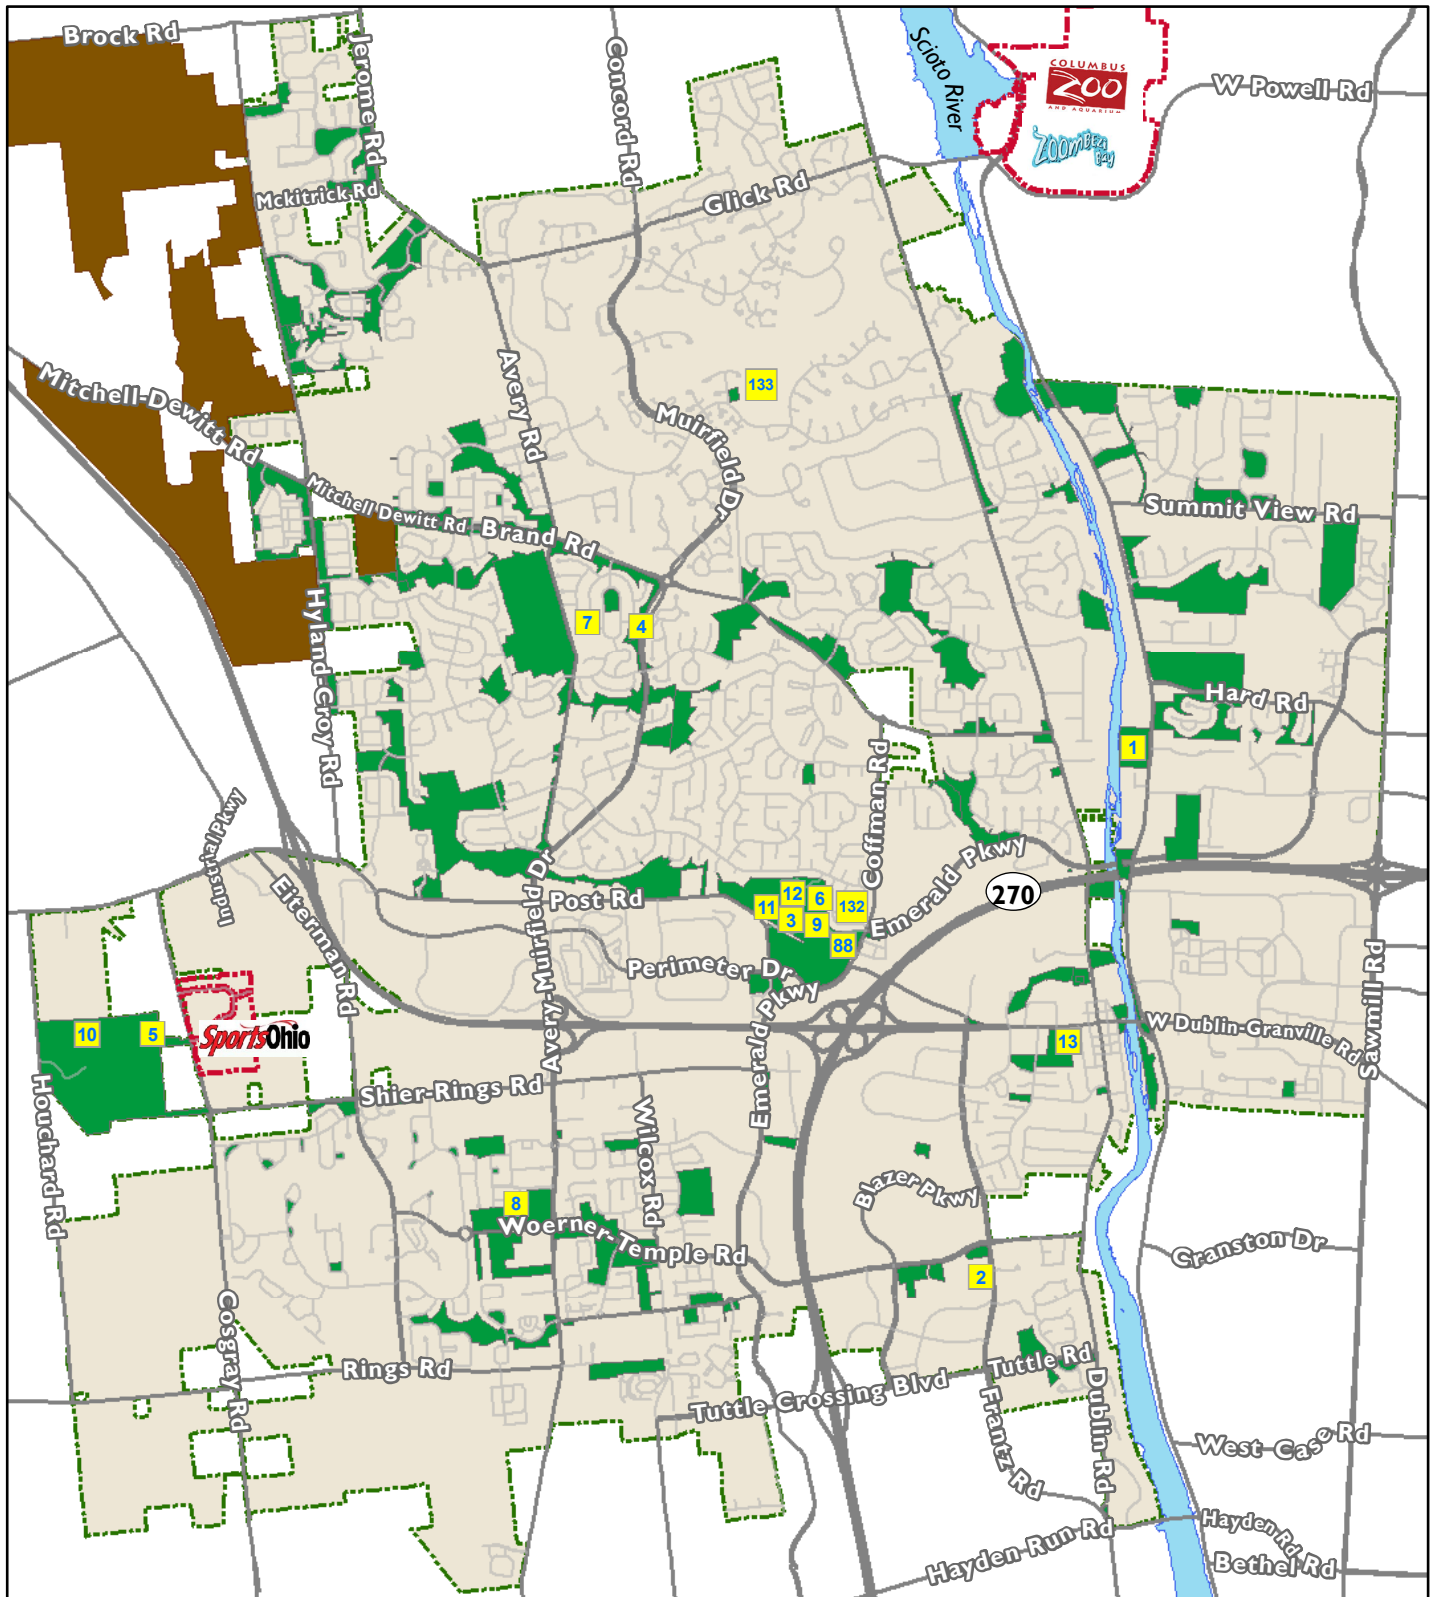 Brock Rd
Jerome Rd
Concord Rd
Scioto River
COLUMBUS
ZOO
AND AQUARIUM
ZOOMBEZI
BAY
W Powell Rd
Mckitrick Rd
Glick Rd
Avery Rd
133
Muirfield Dr
Mitchell-Dewitt Rd
Mitchell Dewitt Rd
Brand Rd
Summit View Rd
Hyland-Croy Rd
7
4
Hard Rd
1
Coffman Rd
Industrial Pkwy
Eiterman Rd
Post Rd
Avery-Muirfield Dr
12
6
11
132
3
9
88
Emerald Pkwy
270
Perimeter Dr
Emerald Pkwy
Sawmill Rd
10
5
SportsOhio
13
W Dublin-Granville Rd
Houchard Rd
Shier-Rings Rd
Wilcox Rd
Blazer Pkwy
8
Woerner-Temple Rd
2
Cranston Dr
Cosgray Rd
Rings Rd
Tuttle Rd
Tuttle Crossing Blvd
Frantz Rd
Dublin Rd
West Case Rd
Hayden Run Rd
Hayden Rd
Bethel Rd